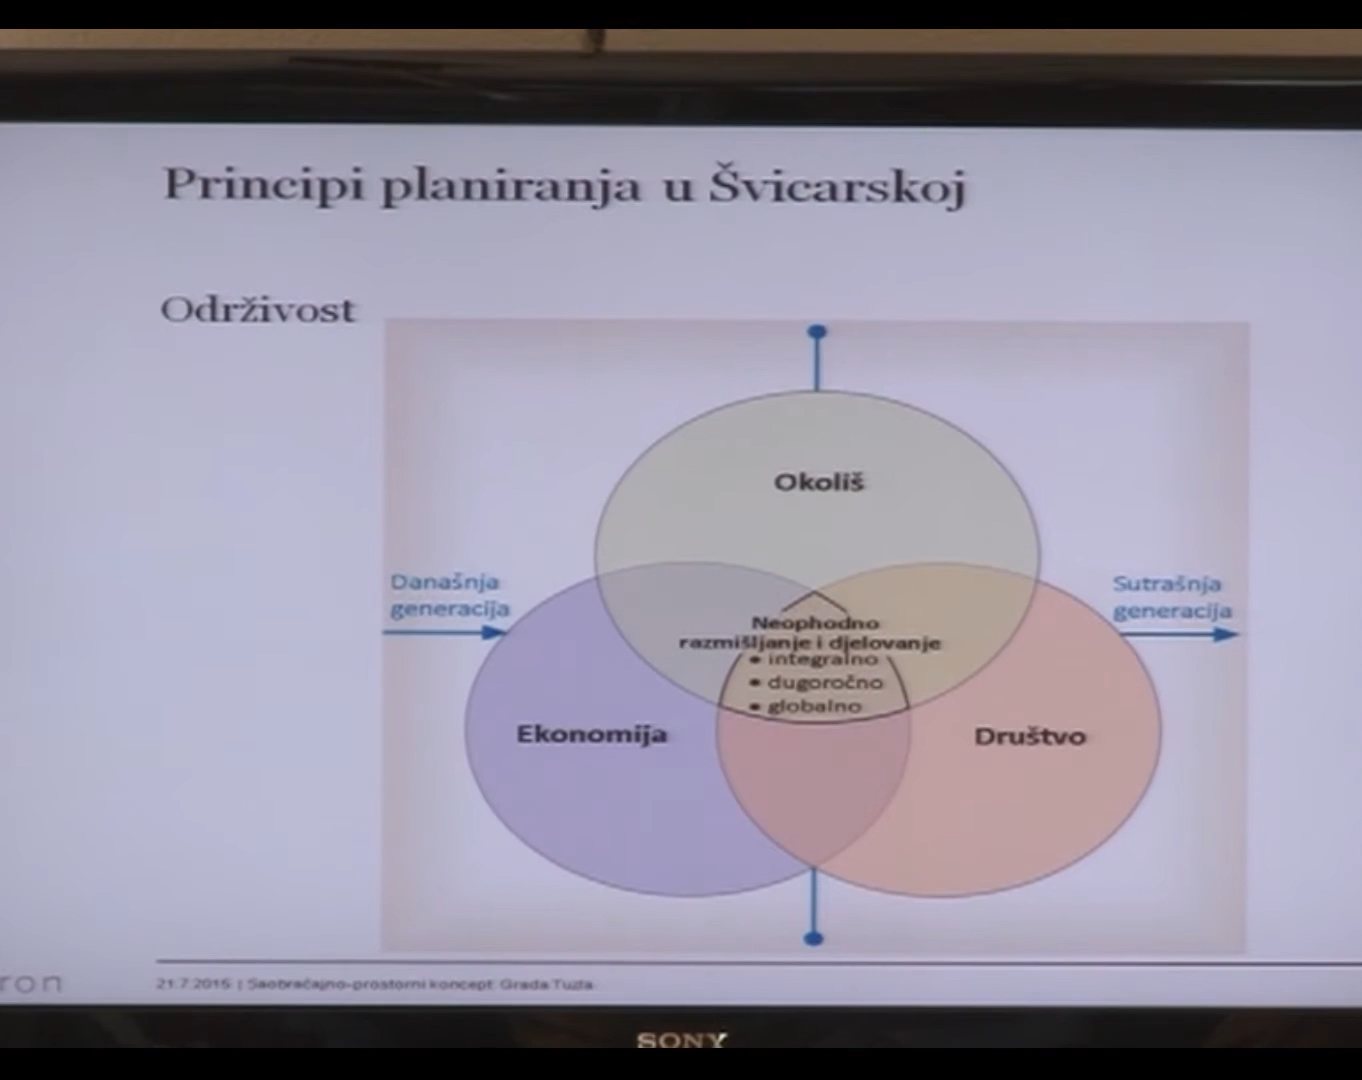 Principi planiranja u Švicarskoj
Održivost
Okoliš
Današnja
generacija
Sutrašnja
generacija
Neophodno
razmišljanje i djelovanje
• integralno
• dugoročno
• globalno
Ekonomija
Društvo
ron
21.7.2015 | Saobraćajno-prostorni koncept Grada Tuzla
SONY